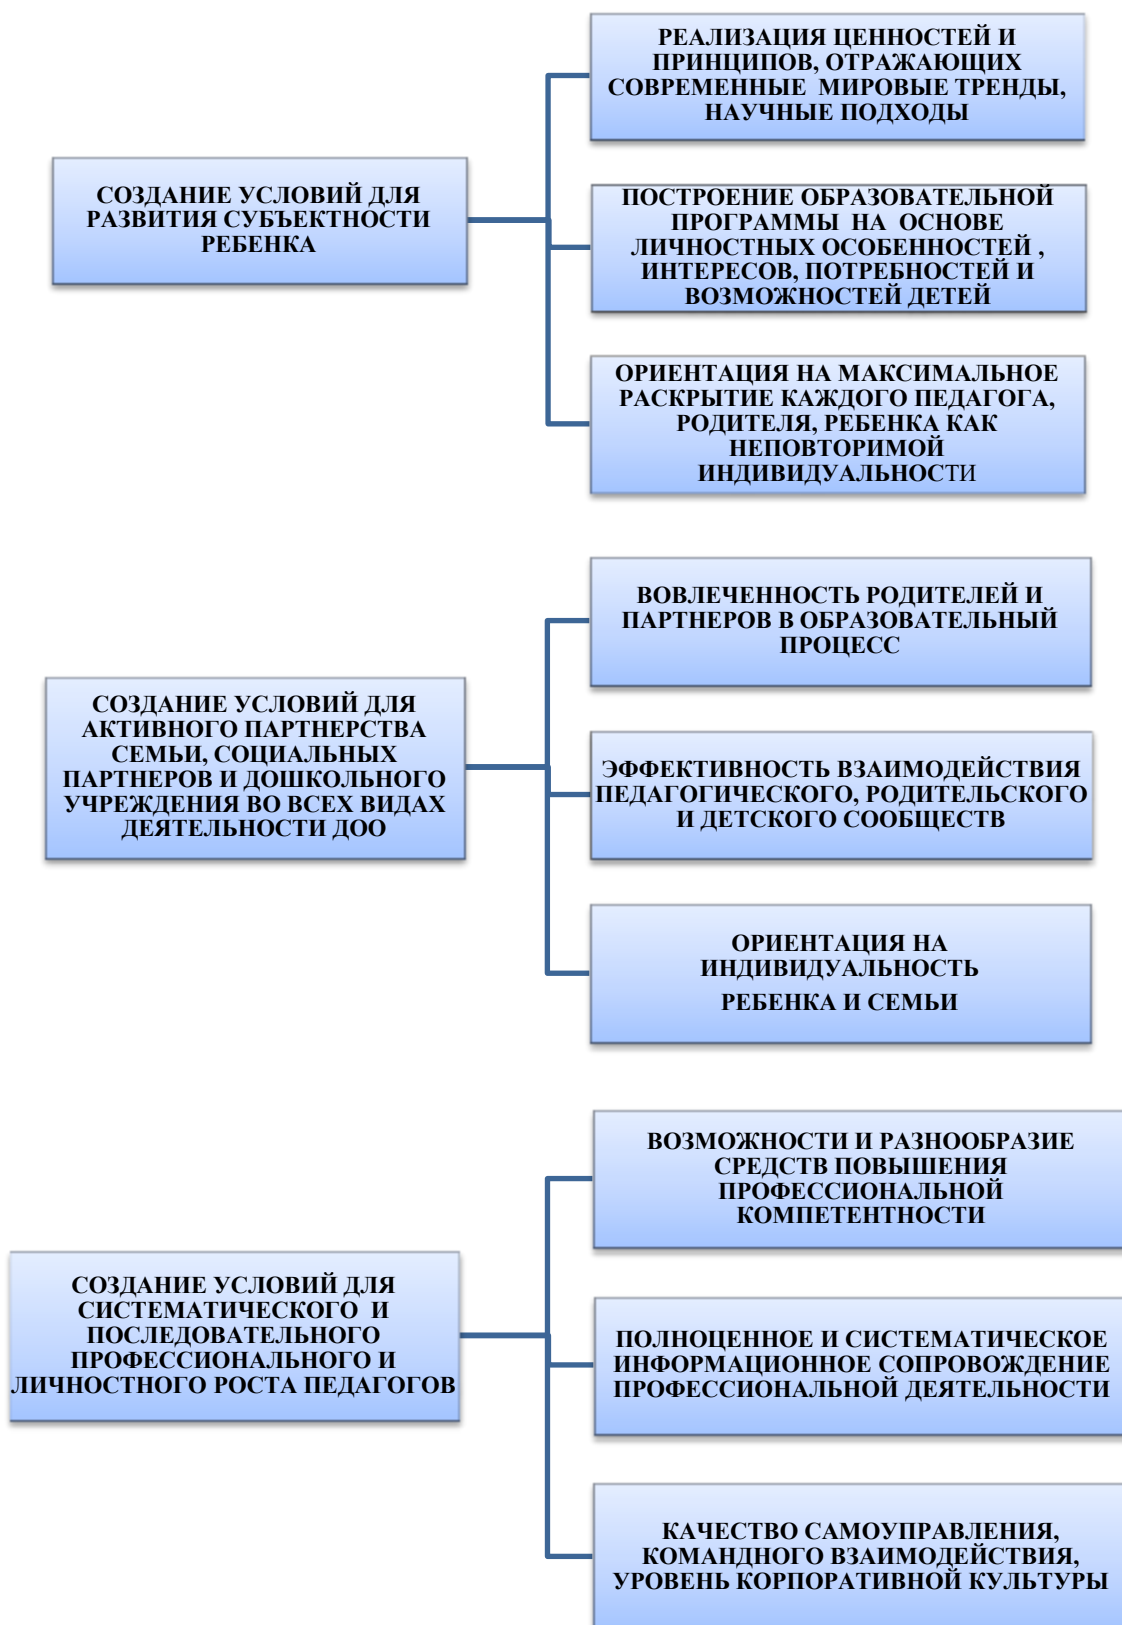 РЕАЛИЗАЦИЯ ЦЕННОСТЕЙ И
ПРИНЦИПОВ, ОТРАЖАЮЩИХ
СОВРЕМЕННЫЕ МИРОВЫЕ ТРЕНДЫ,
НАУЧНЫЕ ПОДХОДЫ
СОЗДАНИЕ УСЛОВИЙ ДЛЯ
РАЗВИТИЯ СУБЪЕКТНОСТИ
РЕБЕНКА
ПОСТРОЕНИЕ ОБРАЗОВАТЕЛЬНОЙ
ПРОГРАММЫ НА ОСНОВЕ
ЛИЧНОСТНЫХ ОСОБЕННОСТЕЙ ,
ИНТЕРЕСОВ, ПОТРЕБНОСТЕЙ И
ВОЗМОЖНОСТЕЙ ДЕТЕЙ
ОРИЕНТАЦИЯ НА МАКСИМАЛЬНОЕ
РАСКРЫТИЕ КАЖДОГО ПЕДАГОГА,
РОДИТЕЛЯ, РЕБЕНКА КАК
НЕПОВТОРИМОЙ
ИНДИВИДУАЛЬНОСТИ
ВОВЛЕЧЕННОСТЬ РОДИТЕЛЕЙ И
ПАРТНЕРОВ В ОБРАЗОВАТЕЛЬНЫЙ
ПРОЦЕСС
СОЗДАНИЕ УСЛОВИЙ ДЛЯ
АКТИВНОГО ПАРТНЕРСТВА
СЕМЬИ, СОЦИАЛЬНЫХ
ПАРТНЕРОВ И ДОШКОЛЬНОГО
УЧРЕЖДЕНИЯ ВО ВСЕХ ВИДАХ
ДЕЯТЕЛЬНОСТИ ДОО
ЭФФЕКТИВНОСТЬ ВЗАИМОДЕЙСТВИЯ
ПЕДАГОГИЧЕСКОГО, РОДИТЕЛЬСКОГО
И ДЕТСКОГО СООБЩЕСТВ
ОРИЕНТАЦИЯ НА
ИНДИВИДУАЛЬНОСТЬ
РЕБЕНКА И СЕМЬИ
ВОЗМОЖНОСТИ И РАЗНООБРАЗИЕ
СРЕДСТВ ПОВЫШЕНИЯ
ПРОФЕССИОНАЛЬНОЙ
КОМПЕТЕНТНОСТИ
СОЗДАНИЕ УСЛОВИЙ ДЛЯ
СИСТЕМАТИЧЕСКОГО И
ПОСЛЕДОВАТЕЛЬНОГО
ПРОФЕССИОНАЛЬНОГО И
ЛИЧНОСТНОГО РОСТА ПЕДАГОГОВ
ПОЛНОЦЕННОЕ И СИСТЕМАТИЧЕСКОЕ
ИНФОРМАЦИОННОЕ СОПРОВОЖДЕНИЕ
ПРОФЕССИОНАЛЬНОЙ ДЕЯТЕЛЬНОСТИ
КАЧЕСТВО САМОУПРАВЛЕНИЯ,
КОМАНДНОГО ВЗАИМОДЕЙСТВИЯ,
УРОВЕНЬ КОРПОРАТИВНОЙ КУЛЬТУРЫ